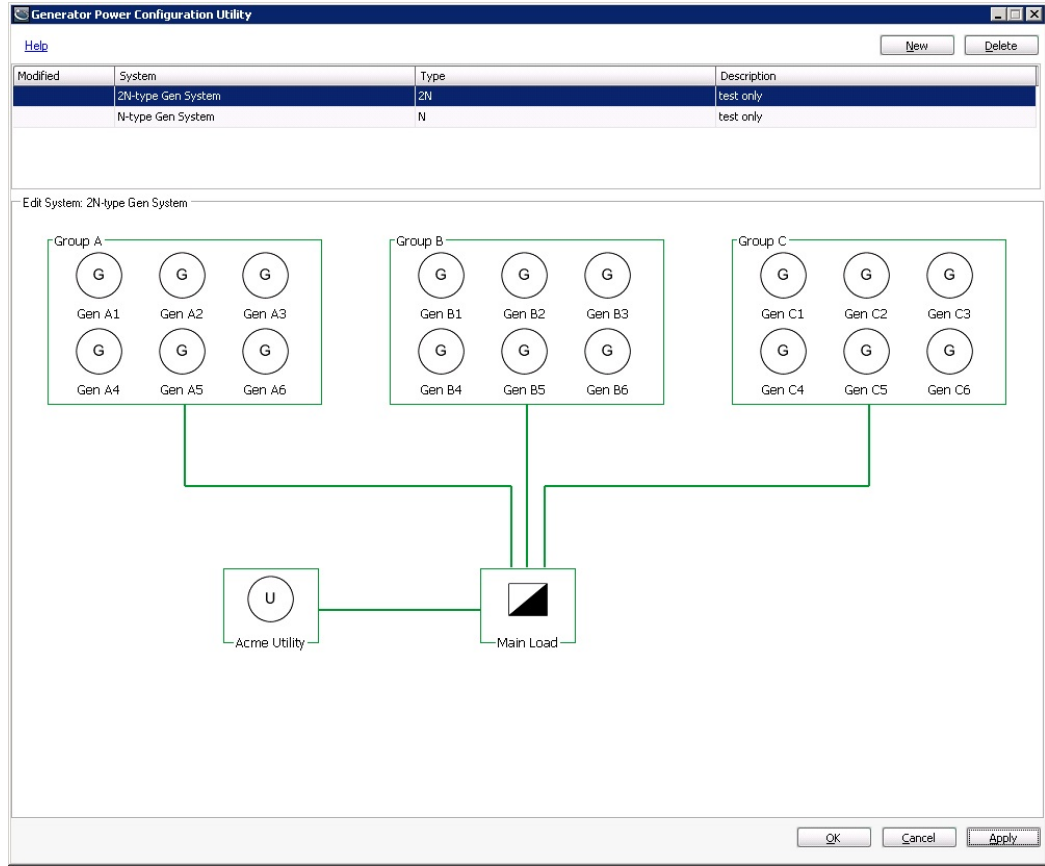 Generator Power Configuration Utility
Help New Delete
Modified System Type Description
2N-type Gen System 2N test only
N-type Gen System N test only
Edit System: 2N-type Gen System
Group A Group B Group C
G G G G G G G G G
Gen A1 Gen A2 Gen A3 Gen B1 Gen B2 Gen B3 Gen C1 Gen C2 Gen C3
G G G G G G G G G
Gen A4 Gen A5 Gen A6 Gen B4 Gen B5 Gen B6 Gen C4 Gen C5 Gen C6
U
Acme Utility Main Load
OK Cancel Apply